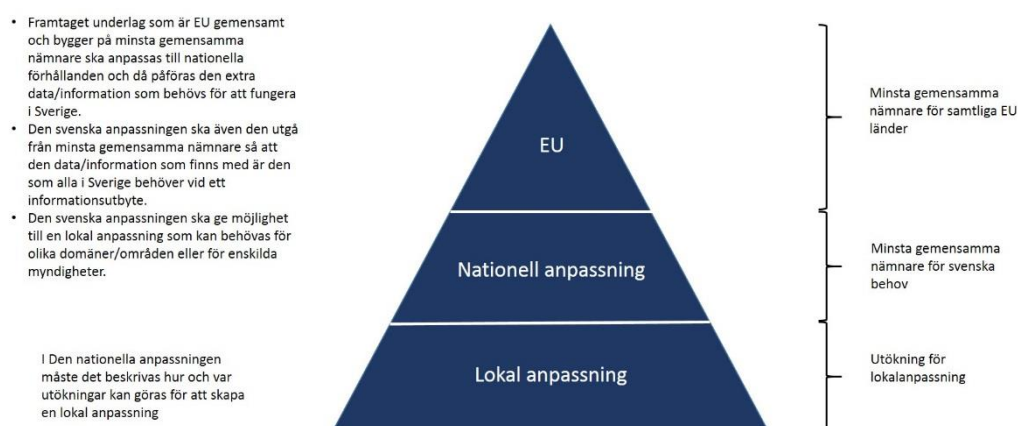 • Framtaget underlag som är EU gemensamt
och bygger på minsta gemensamma
nämnare ska anpassas till nationella
förhållanden och då påföras den extra
data/information som behövs för att fungera
i Sverige.
• Den svenska anpassningen ska även den utgå
från minsta gemensamma nämnare så att
den data/information som finns med är den
som alla i Sverige behöver vid ett
informationsutbyte.
• Den svenska anpassningen ska ge möjlighet
till en lokal anpassning som kan behövas för
olika domäner/områden eller för enskilda
myndigheter.
I Den nationella anpassningen
måste det beskrivas hur och var
utökningar kan göras för att skapa
en lokal anpassning
EU
Nationell anpassning
Lokal anpassning
Minsta gemensamma
nämnare för samtliga EU
länder
Minsta gemensamma
nämnare för svenska
behov
Utökning för
lokalanpassning